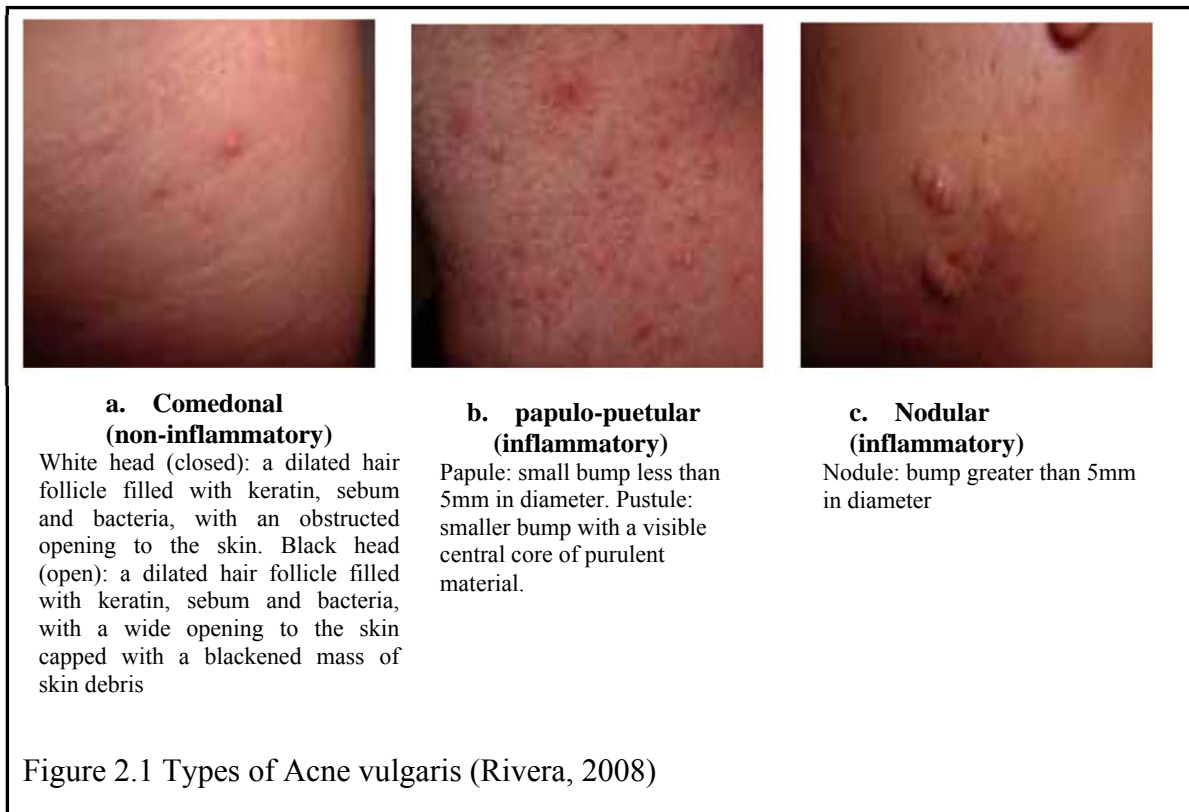 a. Comedonal
(non-inflammatory)
White head (closed): a dilated hair
follicle filled with keratin, sebum
and bacteria, with an obstructed
opening to the skin. Black head
(open): a dilated hair follicle filled
with keratin, sebum and bacteria,
with a wide opening to the skin
capped with a blackened mass of
skin debris
b. papulo-puetular
(inflammatory)
Papule: small bump less than
5mm in diameter. Pustule:
smaller bump with a visible
central core of purulent
material.
c. Nodular
(inflammatory)
Nodule: bump greater than 5mm
in diameter
Figure 2.1 Types of Acne vulgaris (Rivera, 2008)